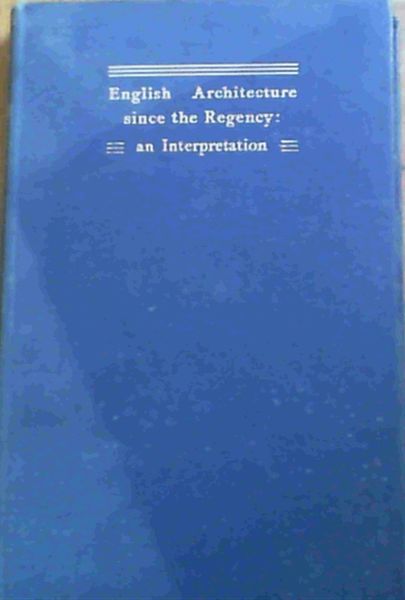 English Architecture
since the Regency:
an Interpretation